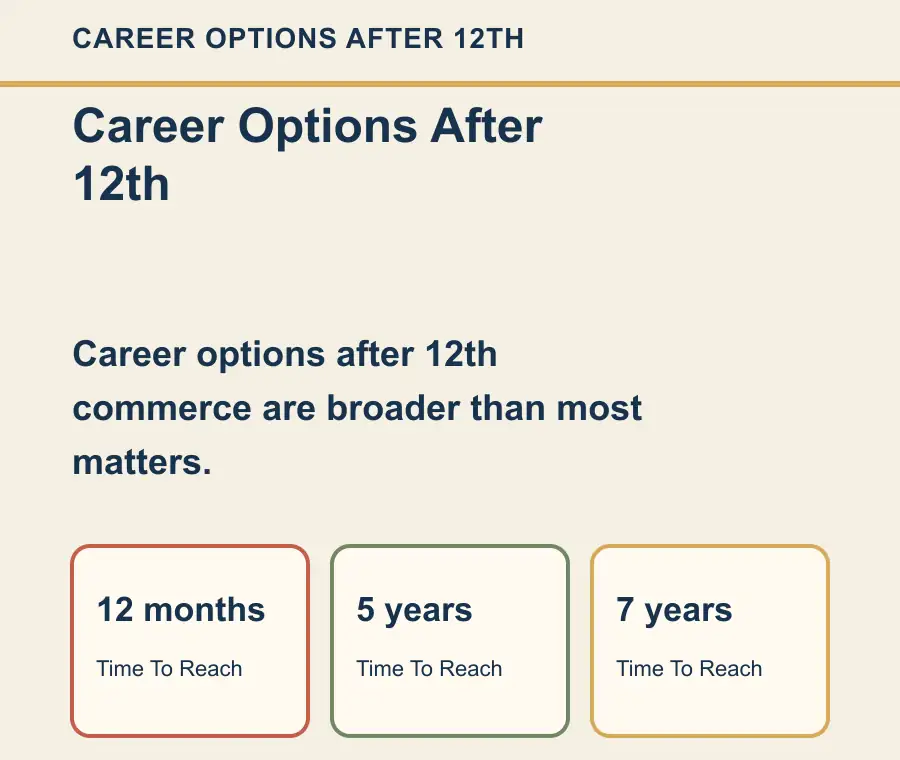 CAREER OPTIONS AFTER 12TH
Career Options After
12th
Career options after 12th
commerce are broader than most
matters.
12 months
Time To Reach
5 years
Time To Reach
7 years
Time To Reach